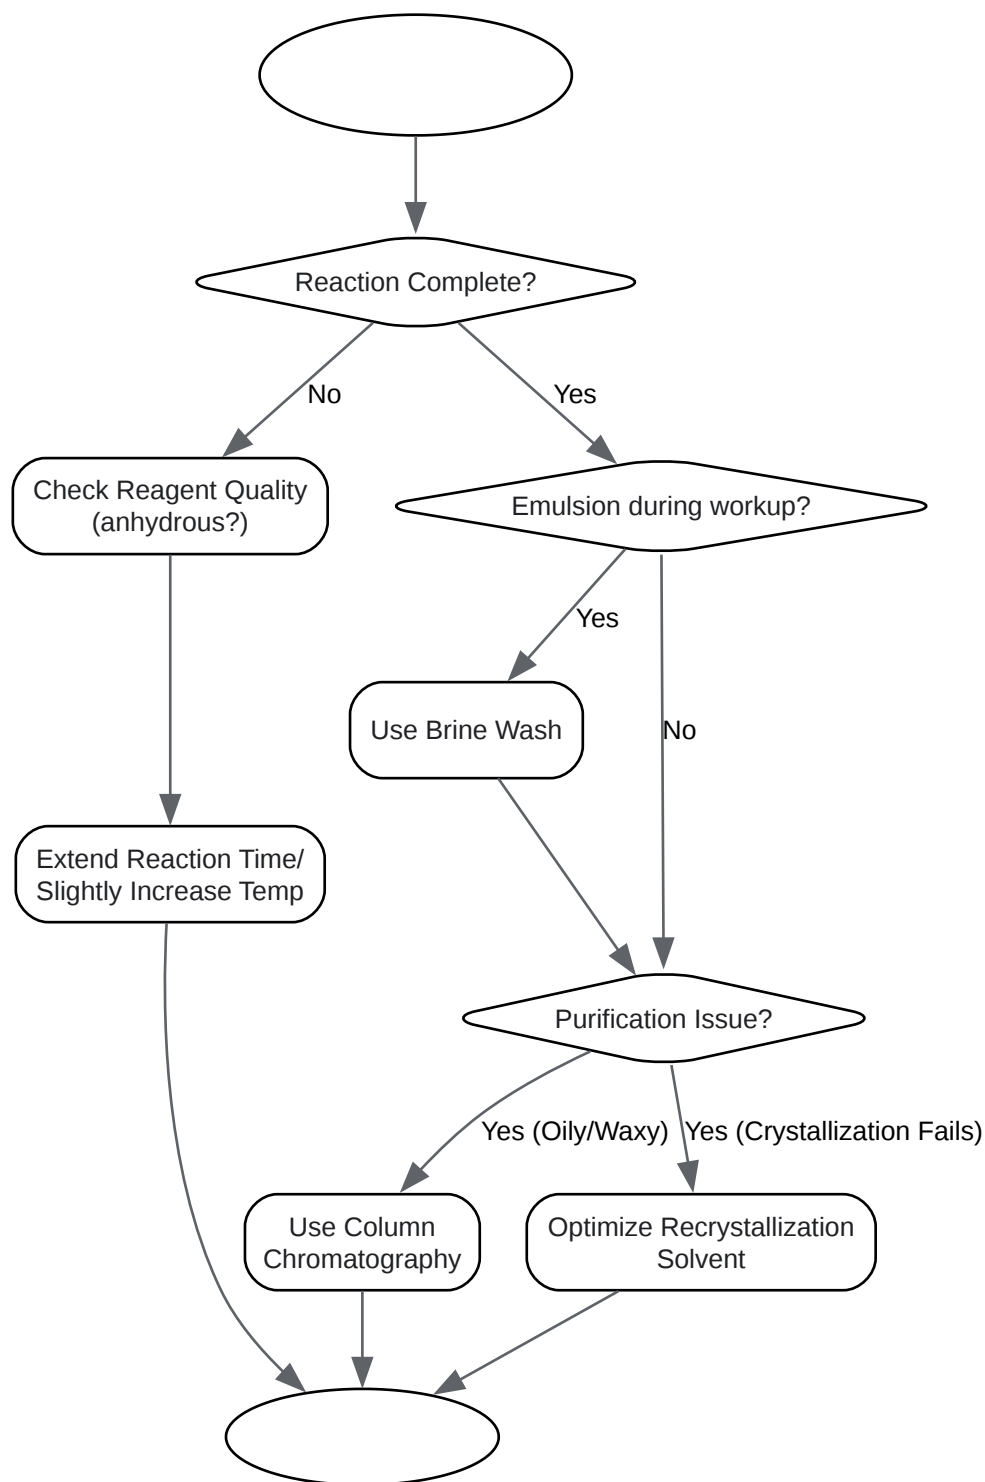 Reaction Complete?
No
Yes
Check Reagent Quality
(anhydrous?)
Emulsion during workup?
Yes
Use Brine Wash
No
Extend Reaction Time/
Slightly Increase Temp
Purification Issue?
Yes (Oily/Waxy)
Yes (Crystallization Fails)
Use Column
Chromatography
Optimize Recrystallization
Solvent